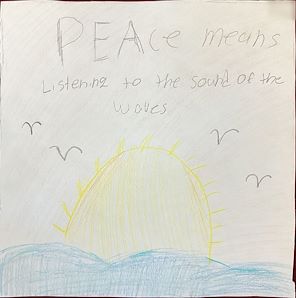 PEACe means
Listening to the sound of the
waves